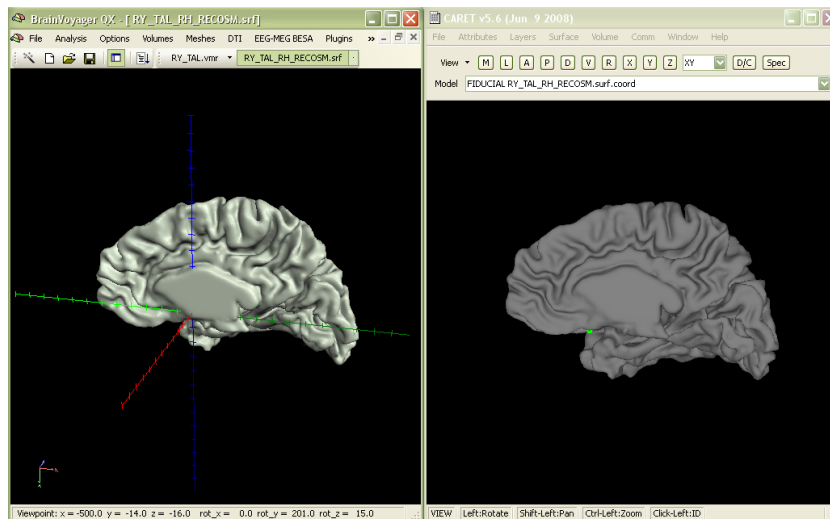 BrainVoyager QX - [ RY_TAL_RH_RECOSM.srf]
File Analysis Options Volumes Meshes DTI EEG-MEG BESA Plugins »
RY_TAL.vmr RY_TAL_RH_RECOSM.srf
Viewpoint: x = -500.0 y = -14.0 z = -16.0 rot_x = 0.0 rot_y = 201.0 rot_z = 15.0
CARET v5.6 (Jun 9 2008)
File Attributes Layers Surface Volume Comm Window Help
View M L A P D V R X Y Z XY D/C Spec
Model FIDUCIAL RY_TAL_RH_RECOSM.surf.coord
VIEW Left:Rotate Shift-Left:Pan Ctrl-Left:Zoom Click-Left:ID